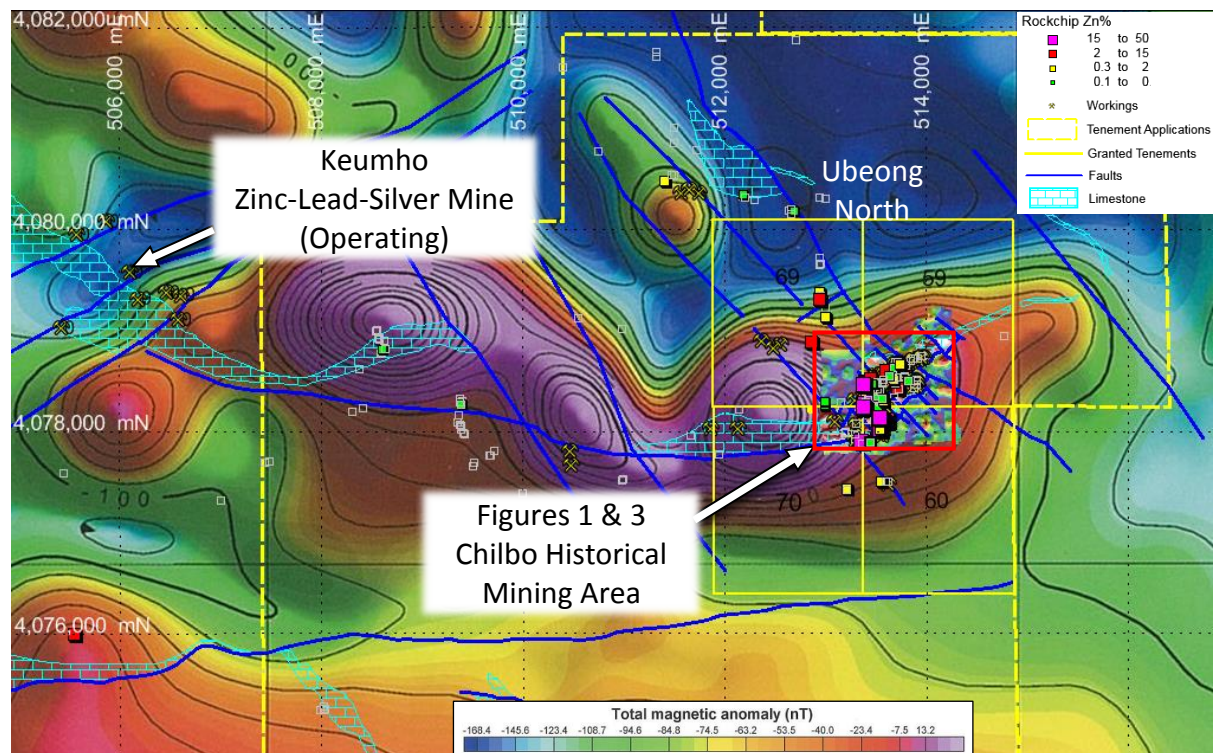 4,082,000 mN
506,000 mE
508,000 mE
510,000 mE
512,000 mE
514,000 mE
Rockchip Zn%
15 to 50
2 to 15
0.3 to 2
0.1 to 0
Workings
Tenement Applications
Granted Tenements
Faults
Limestone
Keumho
Zinc-Lead-Silver Mine
(Operating)
Ubeong
North
4,080,000 mN
69
59
4,078,000 mN
-100
70
60
Figures 1 & 3
Chilbo Historical
Mining Area
4,076,000 mN
Total magnetic anomaly (nT)
-168.4 -145.6 -123.4 -108.7 -94.6 -84.8 -74.5 -63.2 -53.5 -40.0 -23.4 -7.5 13.2